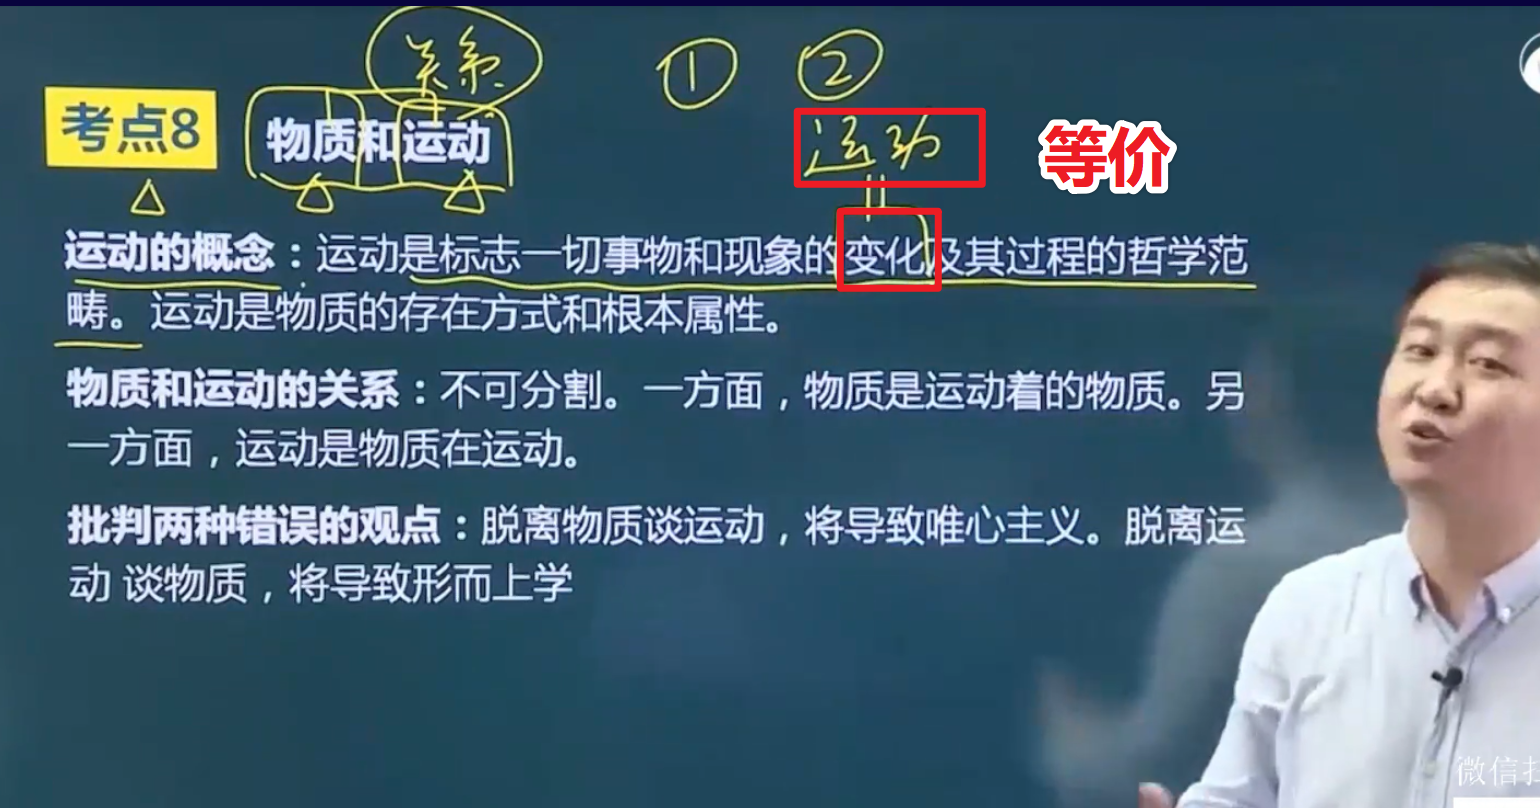 关系 ① ②
考点8 物质和运动 运动 等价
运动的概念：运动是标志一切事物和现象的变化及其过程的哲学范
畴。运动是物质的存在方式和根本属性。
物质和运动的关系：不可分割。一方面，物质是运动着的物质。另
一方面，运动是物质在运动。
批判两种错误的观点：脱离物质谈运动，将导致唯心主义。脱离运
动 谈物质，将导致形而上学
微信扫